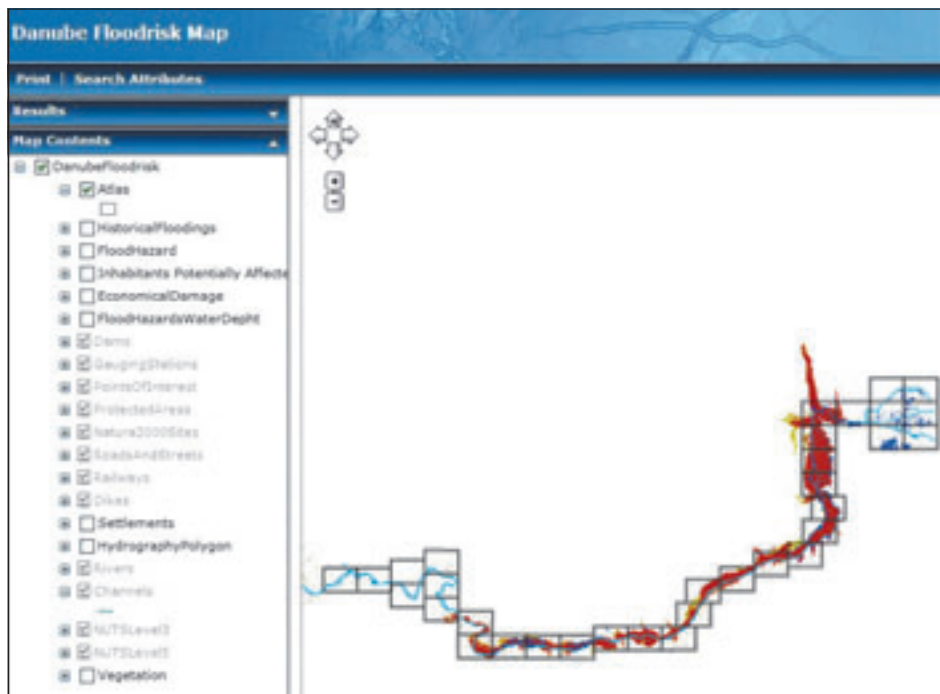 Danube Floodrisk Map
Print | Search Attributes
Results
Map Contents
DanubeFloodrisk
Atlas
HistoricalFloodings
FloodHazard
Inhabitants Potentially Affecte
EconomicalDamage
FloodHazardsWaterDepht
Dams
GaugingStations
PointsOfInterest
ProtectedAreas
Natura2000Sites
RoadsAndStreets
Railways
Dikes
Settlements
HydrographyPolygon
Rivers
Channels
NUTSLevel3
NUTSLevel5
Vegetation